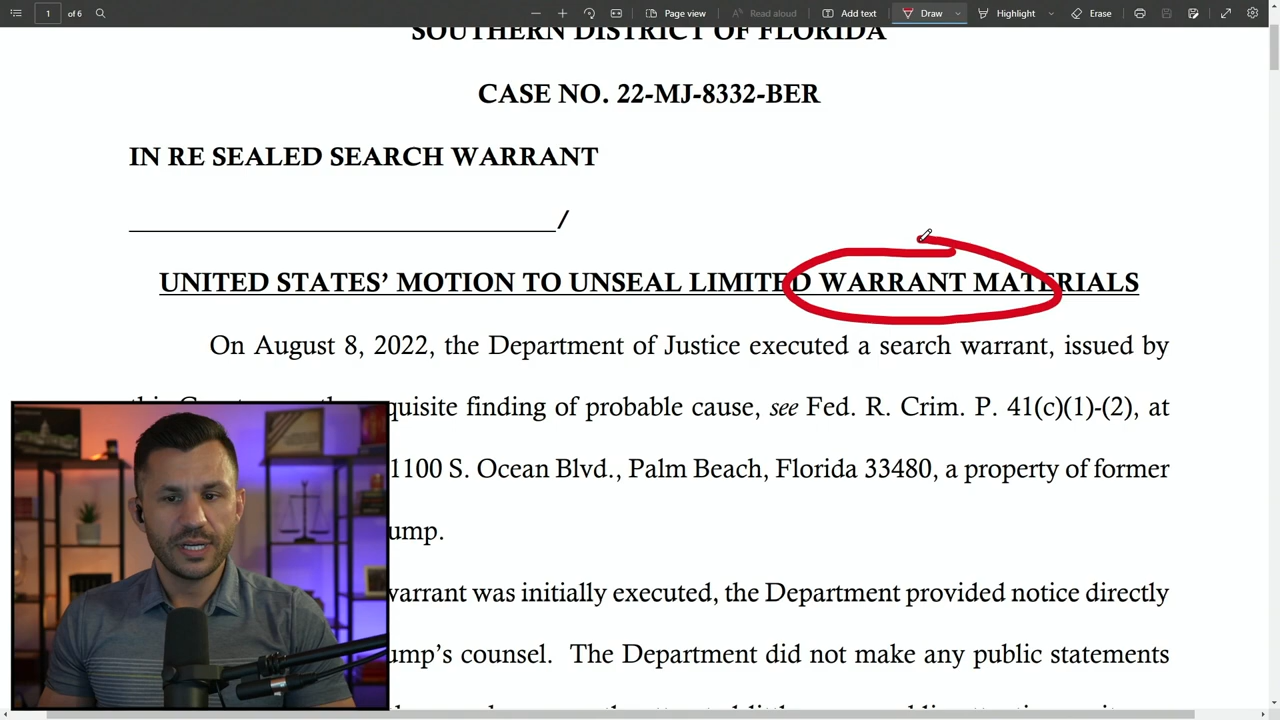 1 of 6 Page view Read aloud Add text Draw Highlight Erase
SOUTHERN DISTRICT OF FLORIDA
CASE NO. 22-MJ-8332-BER
IN RE SEALED SEARCH WARRANT
/
UNITED STATES’ MOTION TO UNSEAL LIMITED WARRANT MATERIALS
On August 8, 2022, the Department of Justice executed a search warrant, issued by
quisite finding of probable cause, see Fed. R. Crim. P. 41(c)(1)-(2), at
1100 S. Ocean Blvd., Palm Beach, Florida 33480, a property of former
ump.
warrant was initially executed, the Department provided notice directly
ump’s counsel. The Department did not make any public statements